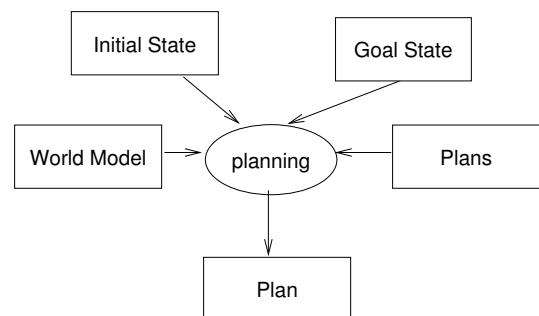 Initial State
Goal State
World Model
planning
Plans
Plan